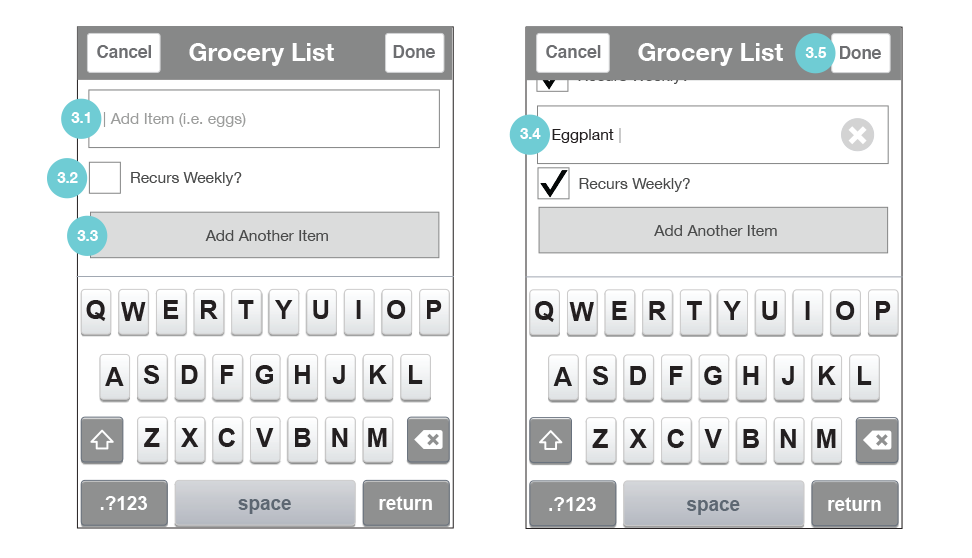 Cancel Grocery List Done
3.1 Add Item (i.e. eggs)
3.2 Recurs Weekly?
3.3 Add Another Item
Q W E R T Y U I O P
A S D F G H J K L
Z X C V B N M
.?123 space return
Cancel Grocery List 3.5 Done
Recurs Weekly?
3.4 Eggplant
Recurs Weekly?
Add Another Item
Q W E R T Y U I O P
A S D F G H J K L
Z X C V B N M
.?123 space return